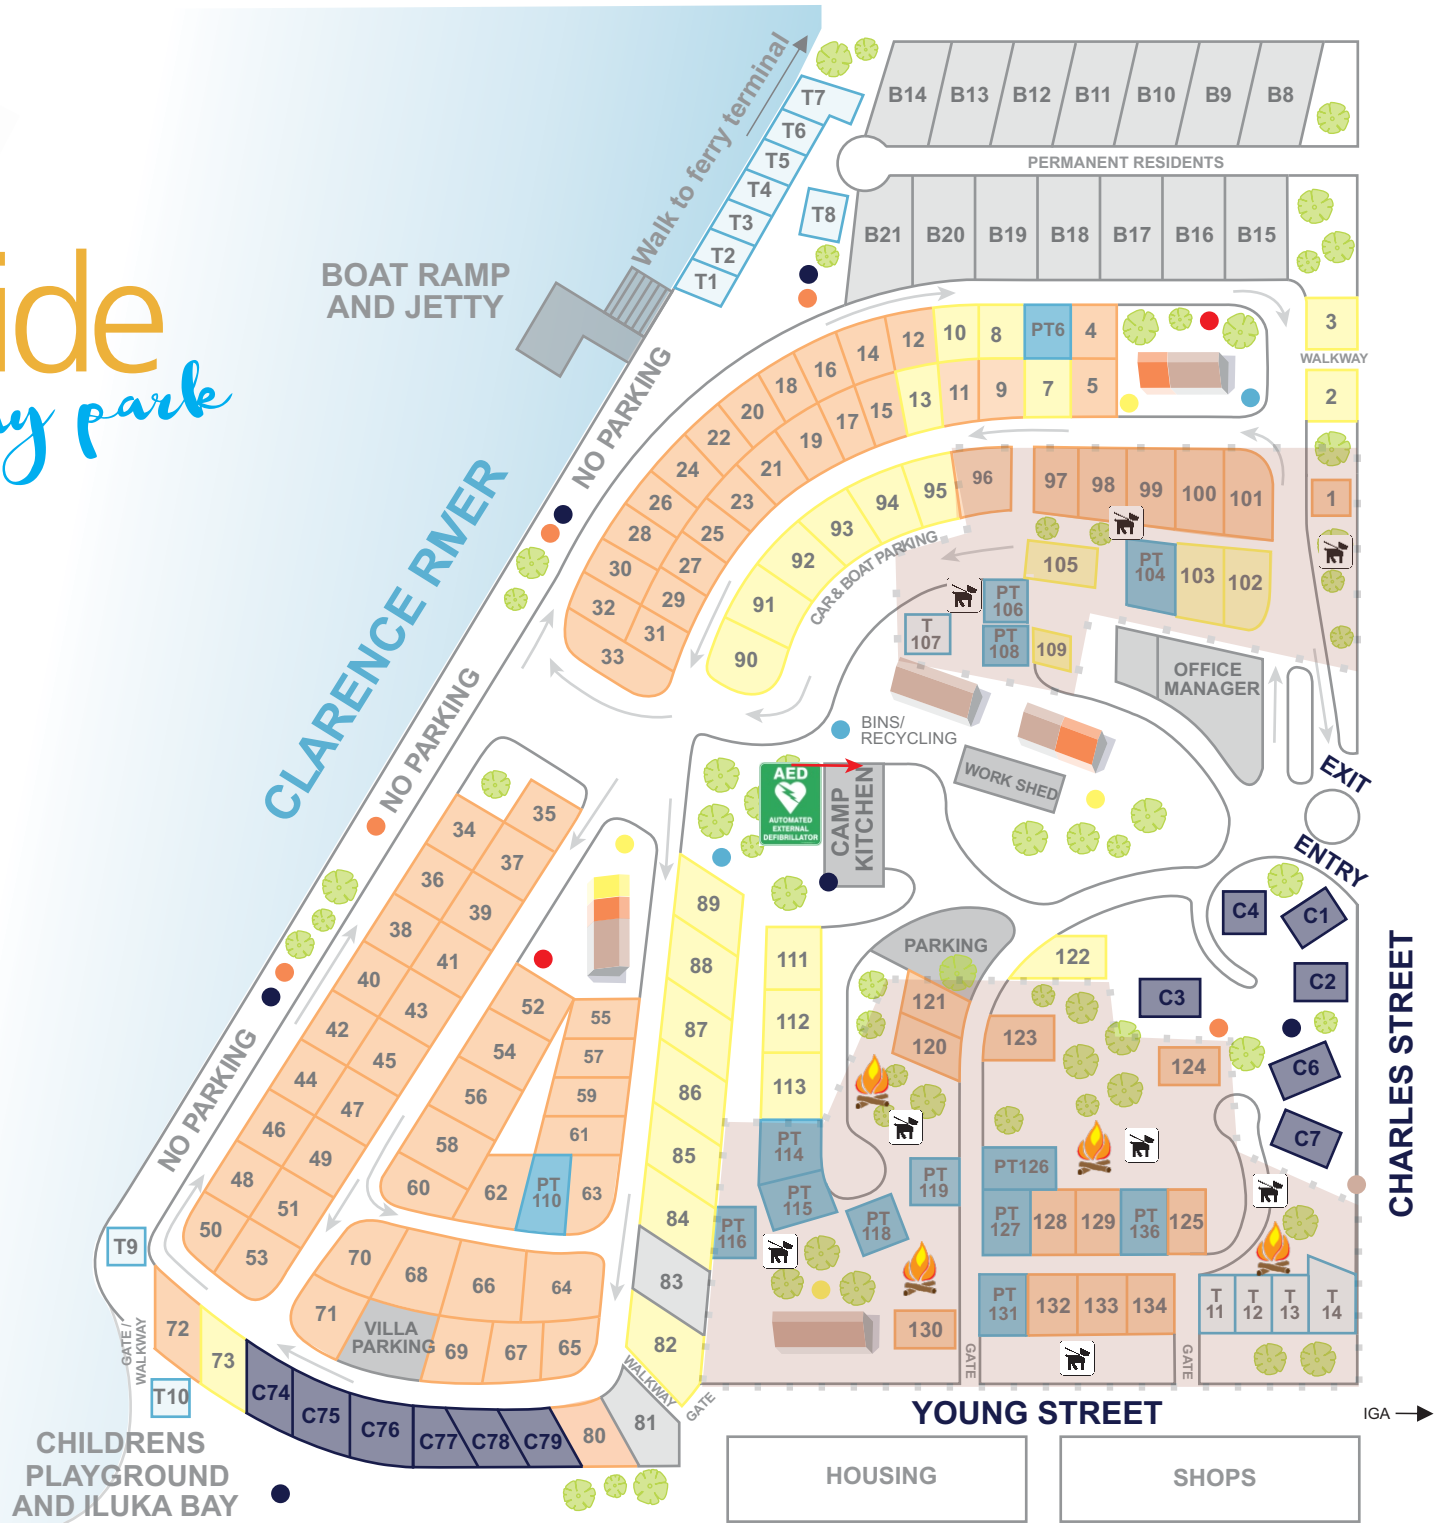 ide
ay park
Walk to ferry terminal
BOAT RAMP
AND JETTY
CLARENCE RIVER
NO PARKING
NO PARKING
NO PARKING
T7
T6
T5
T4
T3
T2
T1
T8
B14 B13 B12 B11 B10 B9 B8
PERMANENT RESIDENTS
B21 B20 B19 B18 B17 B16 B15
12 10 8 PT6 4
3
WALKWAY
2
14
16
18
20
22
24
26
28
30
32
33
13 11 9 7 5
15
17
19
21
23
25
27
29
31
96 97 98 99 100 101
1
95
94
93
92
91
90
CAR & BOAT PARKING
105
PT
104
103 102
PT
106
T
107
PT
108
109
OFFICE
MANAGER
BINS/
RECYCLING
WORK SHED
EXIT
ENTRY
AED
AUTOMATED
EXTERNAL
DEFIBRILLATOR
CAMP
KITCHEN
35
34
37
36
39
38
41
40
43
42
45
44
47
46
49
48
51
50
53
52
54
56
58
60
55
57
59
61
62
PT
110
63
89
88
87
86
85
84
83
82
81
111
112
113
PT
114
PT
115
PT
116
PT
118
PT
119
PARKING
121
120
122
123
124
C4
C1
C2
C3
C6
C7
CHARLES STREET
PT126
PT
127
128 129
PT
136
125
PT
131
132 133 134
T
11
T
12
T
13
T
14
130
GATE
GATE
T9
70
68
66
64
71
VILLA
PARKING
69
67
65
72
73
GATE /
WALKWAY
T10
C74
C75
C76
C77
C78
C79
80
WALKWAY
GATE
YOUNG STREET
IGA
CHILDRENS
PLAYGROUND
AND ILUKA BAY
HOUSING
SHOPS